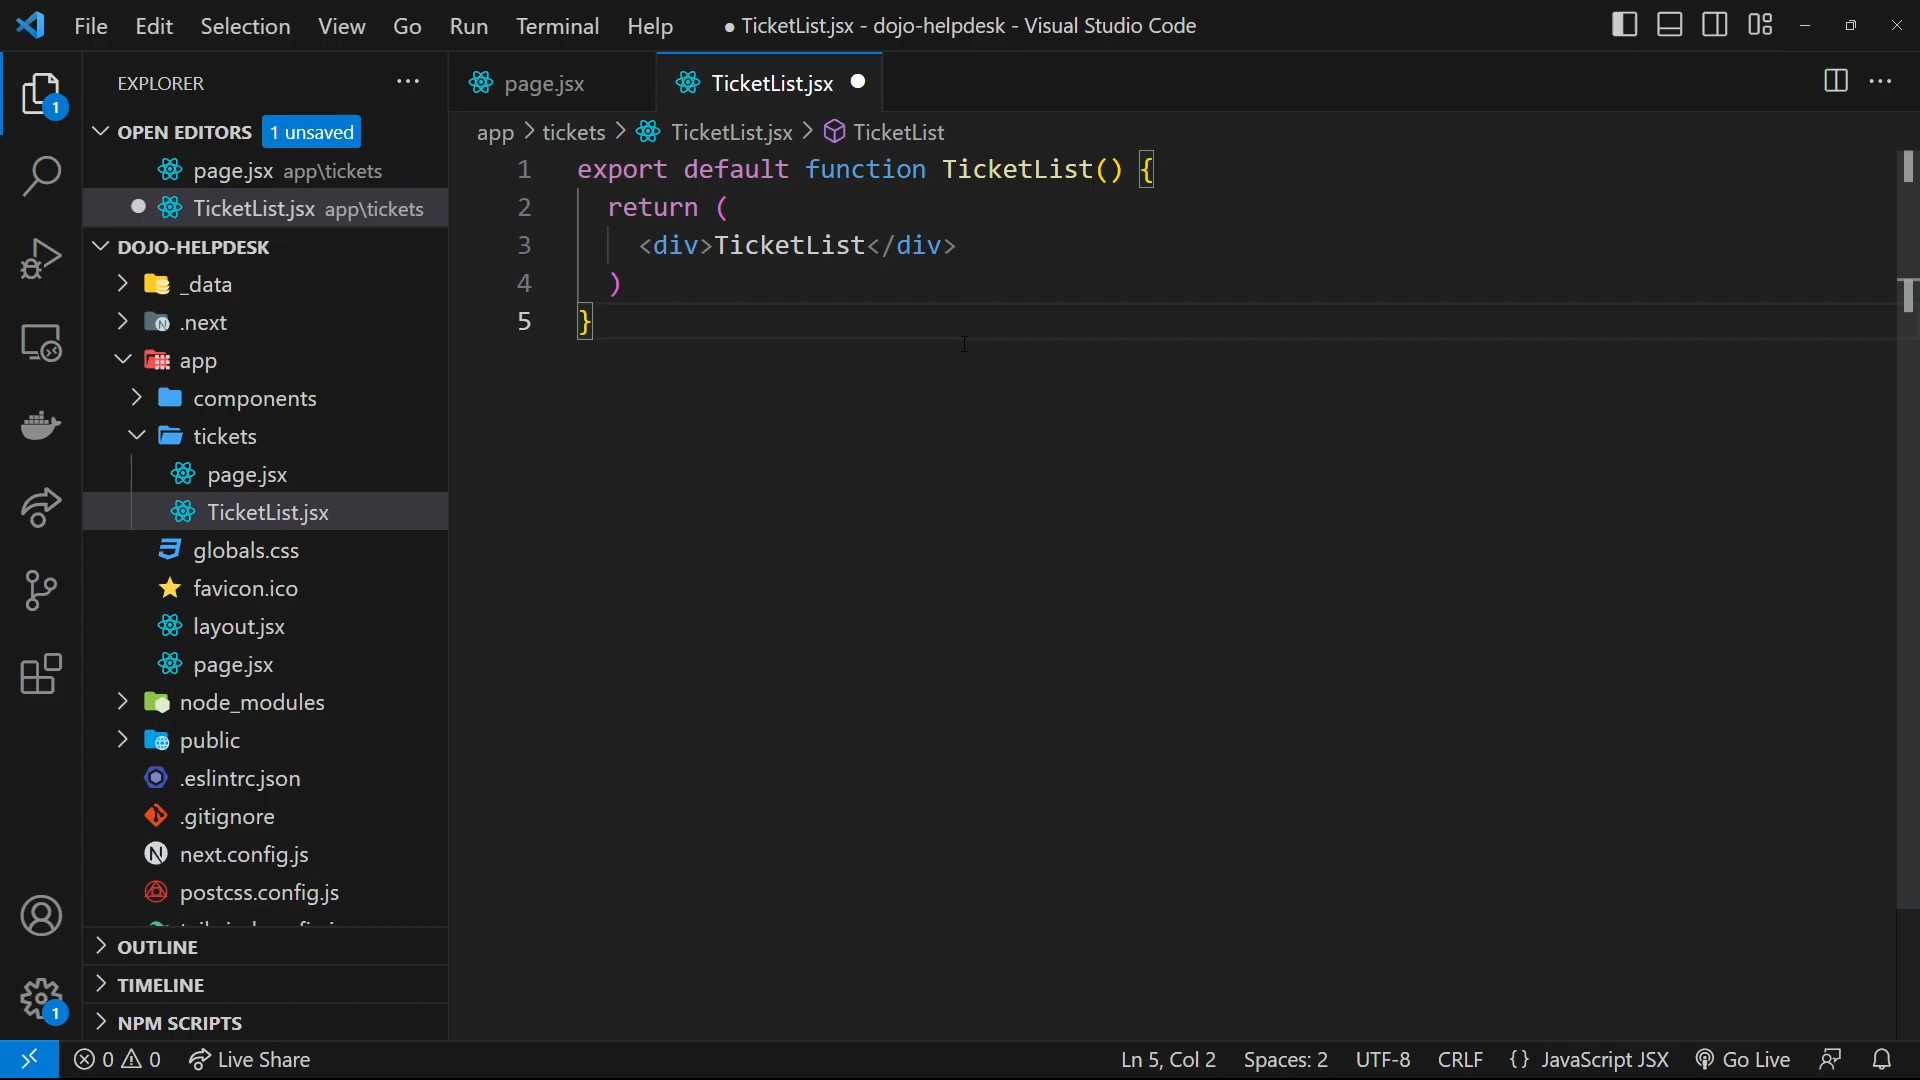 File Edit Selection View Go Run Terminal Help ● TicketList.jsx - dojo-helpdesk - Visual Studio Code
EXPLORER
page.jsx TicketList.jsx
OPEN EDITORS 1 unsaved
page.jsx app\tickets
TicketList.jsx app\tickets
DOJO-HELPDESK
_data
.next
app
components
tickets
page.jsx
TicketList.jsx
globals.css
favicon.ico
layout.jsx
page.jsx
node_modules
public
.eslintrc.json
.gitignore
next.config.js
postcss.config.js
OUTLINE
TIMELINE
NPM SCRIPTS
1
1
app > tickets > TicketList.jsx > TicketList
1 export default function TicketList() {
2 return (
3 <div>TicketList</div>
4 )
5 }
0 0 Live Share Ln 5, Col 2 Spaces: 2 UTF-8 CRLF {} JavaScript JSX Go Live